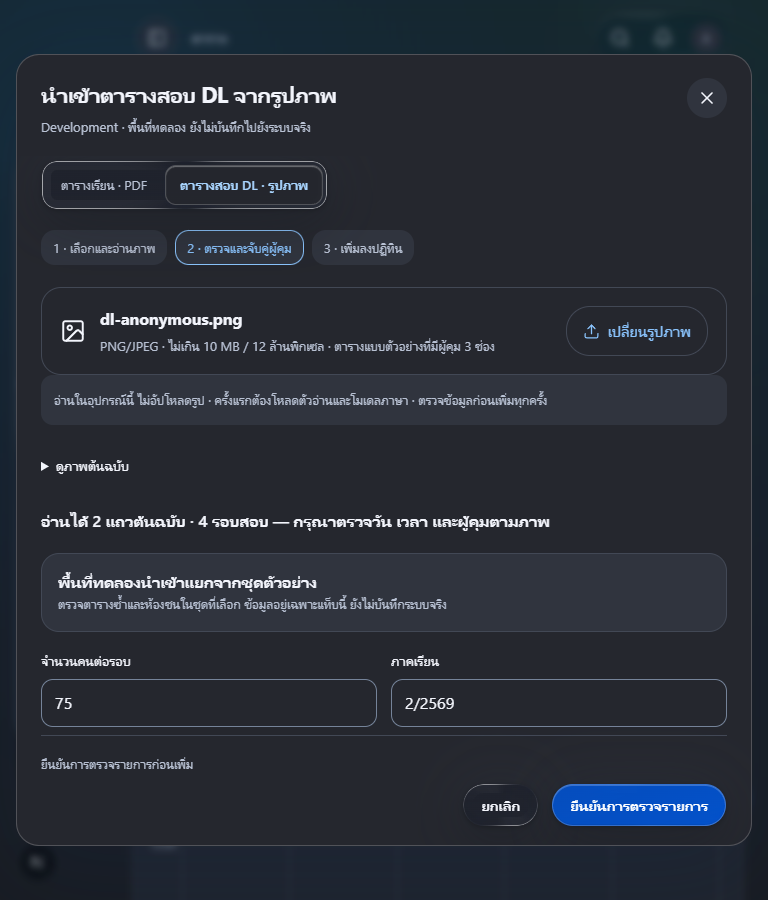 นำเข้าตารางสอบ DL จากรูปภาพ
Development · พื้นที่ทดลอง ยังไม่บันทึกไปยังระบบจริง
ตารางเรียน · PDF
ตารางสอบ DL · รูปภาพ
1 · เลือกและอ่านภาพ
2 · ตรวจและจับคู่ผู้คุม
3 · เพิ่มลงปฏิทิน
dl-anonymous.png
PNG/JPEG · ไม่เกิน 10 MB / 12 ล้านพิกเซล · ตารางแบบตัวอย่างที่มีผู้คุม 3 ช่อง
เปลี่ยนรูปภาพ
อ่านในอุปกรณ์นี้ ไม่อัปโหลดรูป · ครั้งแรกต้องโหลดตัวอ่านและโมเดลภาษา · ตรวจข้อมูลก่อนเพิ่มทุกครั้ง
ดูภาพต้นฉบับ
อ่านได้ 2 แถวต้นฉบับ · 4 รอบสอบ — กรุณาตรวจวัน เวลา และผู้คุมตามภาพ
พื้นที่ทดลองนำเข้าแยกจากชุดตัวอย่าง
ตรวจตารางซ้ำและห้องชนในชุดที่เลือก ข้อมูลอยู่เฉพาะแท็บนี้ ยังไม่บันทึกระบบจริง
จำนวนคนต่อรอบ
ภาคเรียน
75
2/2569
ยืนยันการตรวจรายการก่อนเพิ่ม
ยกเลิก
ยืนยันการตรวจรายการ